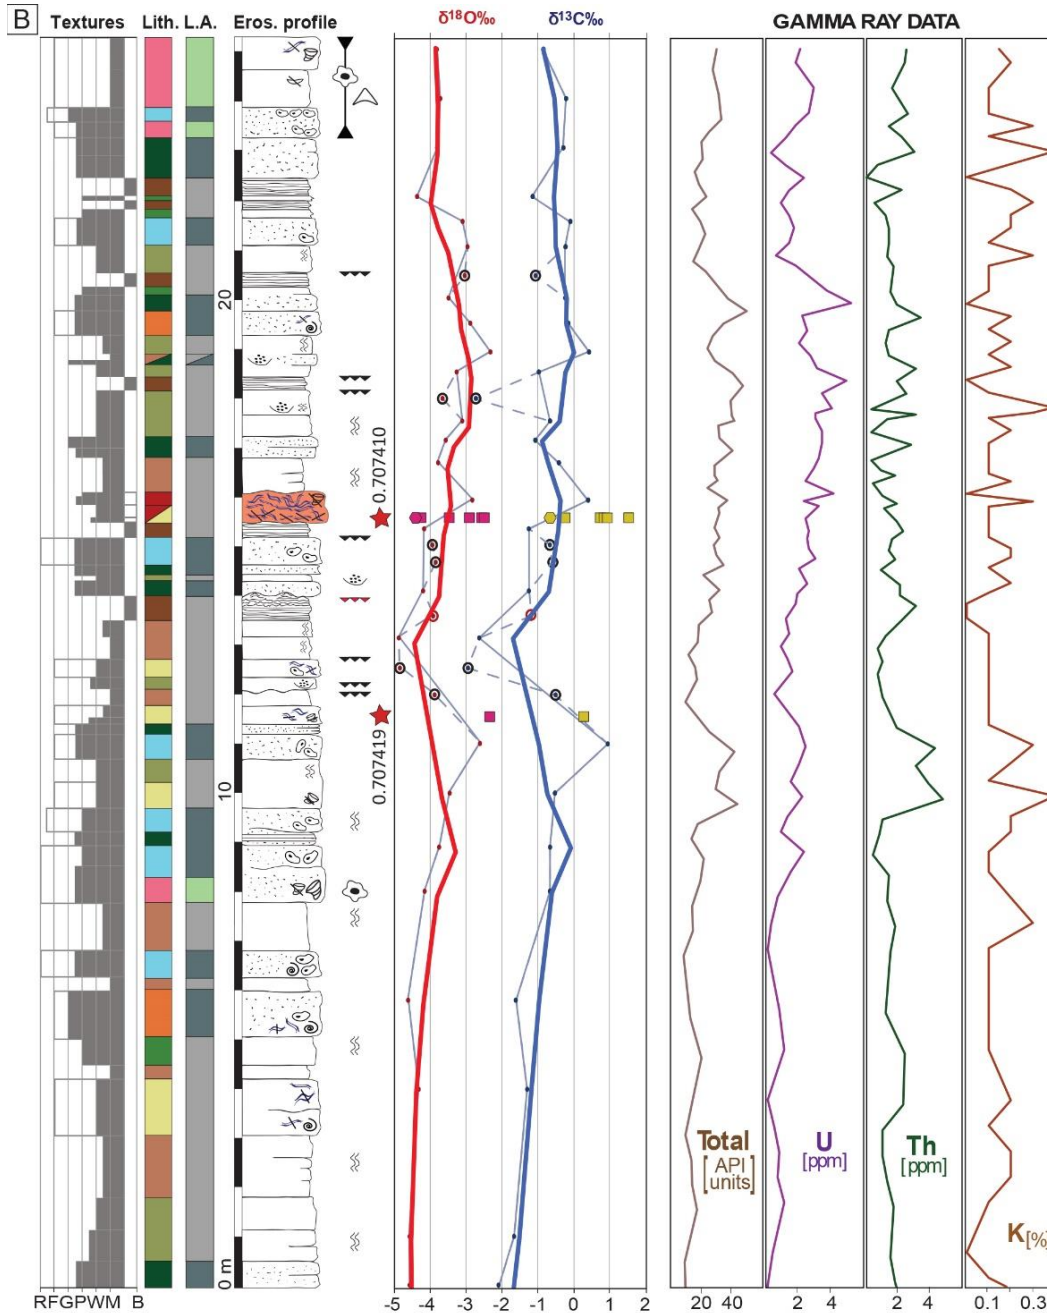 B
Textures Lith. L.A. Eros. profile δ¹⁸O‰ δ¹³C‰ GAMMA RAY DATA
20
0.707410
0.707419
10
Total
[API
units]
U
[ppm]
Th
[ppm]
K[%]
0 m
RFGPWM B -5 -4 -3 -2 -1 0 1 2 20 40 2 4 2 4 0.1 0.3